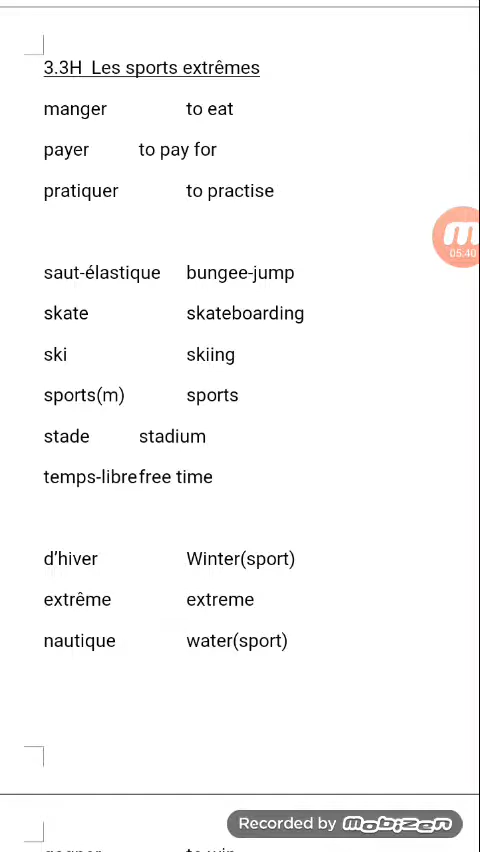 3.3H Les sports extrêmes
manger to eat
payer to pay for
pratiquer to practise
05:40
saut-élastique bungee-jump
skate skateboarding
ski skiing
sports(m) sports
stade stadium
temps-libre free time
d’hiver Winter(sport)
extrême extreme
nautique water(sport)
Recorded by mobizen